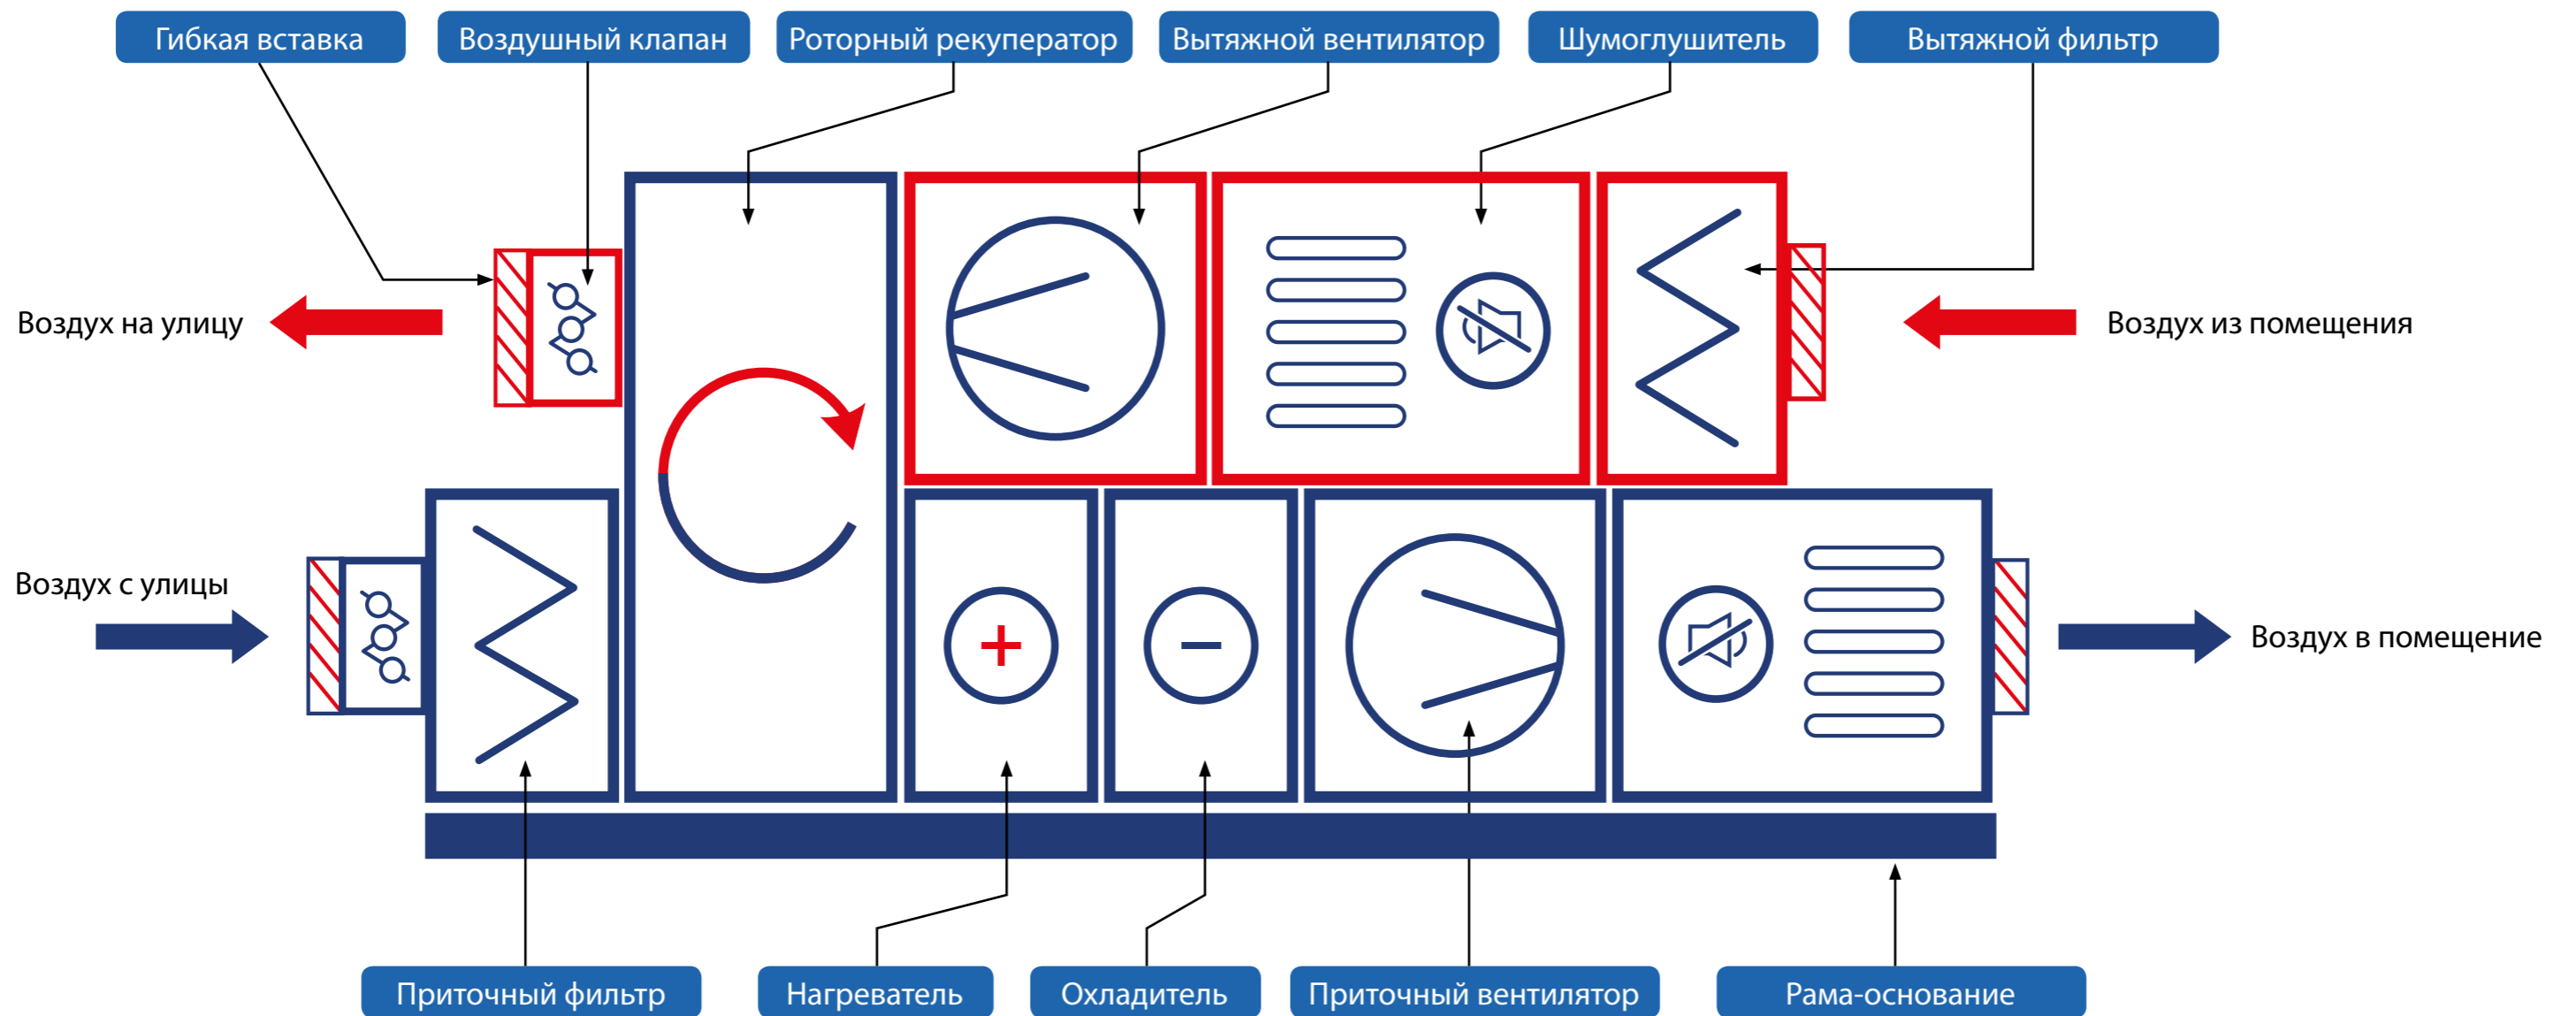 Гибкая вставка
Воздушный клапан
Роторный рекуператор
Вытяжной вентилятор
Шумоглушитель
Вытяжной фильтр
Воздух на улицу
Воздух из помещения
Воздух с улицы
Воздух в помещение
+
−
Приточный фильтр
Нагреватель
Охладитель
Приточный вентилятор
Рама-основание